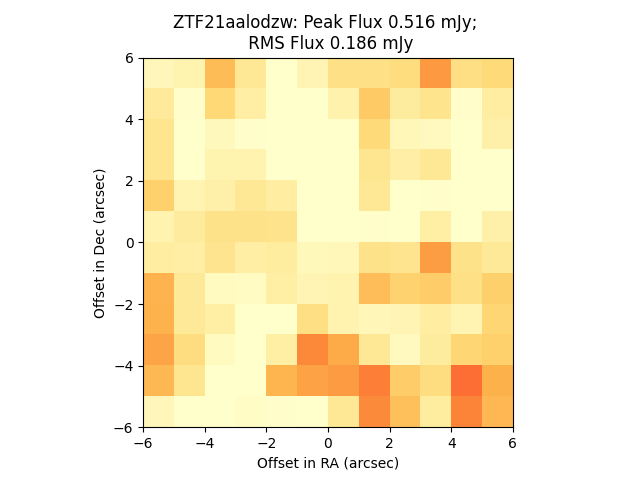 ZTF21aalodzw: Peak Flux 0.516 mJy;
RMS Flux 0.186 mJy
6
4
2
0
−2
−4
−6
Offset in Dec (arcsec)
−6 −4 −2 0 2 4 6
Offset in RA (arcsec)